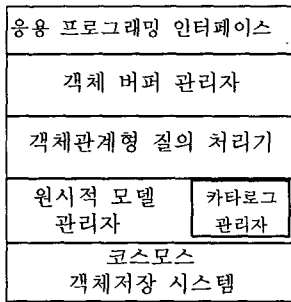 응용 프로그래밍 인터페이스
객체 버퍼 관리자
객체관계형 질의 처리기
원시적 모델
관리자
카타로그
관리자
코스모스
객체저장 시스템